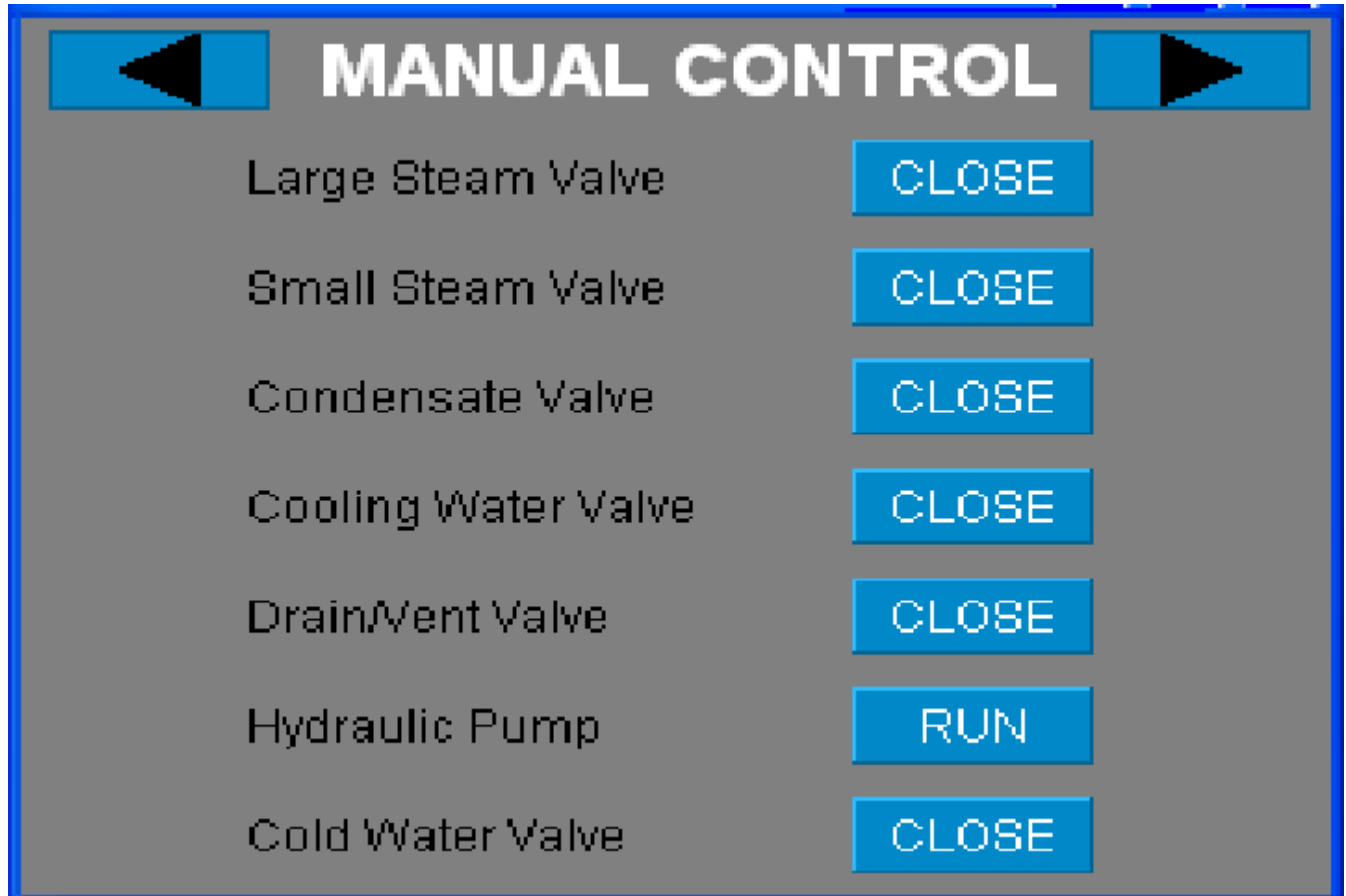 MANUAL CONTROL
Large Steam Valve CLOSE
Small Steam Valve CLOSE
Condensate Valve CLOSE
Cooling Water Valve CLOSE
Drain/Vent Valve CLOSE
Hydraulic Pump RUN
Cold Water Valve CLOSE